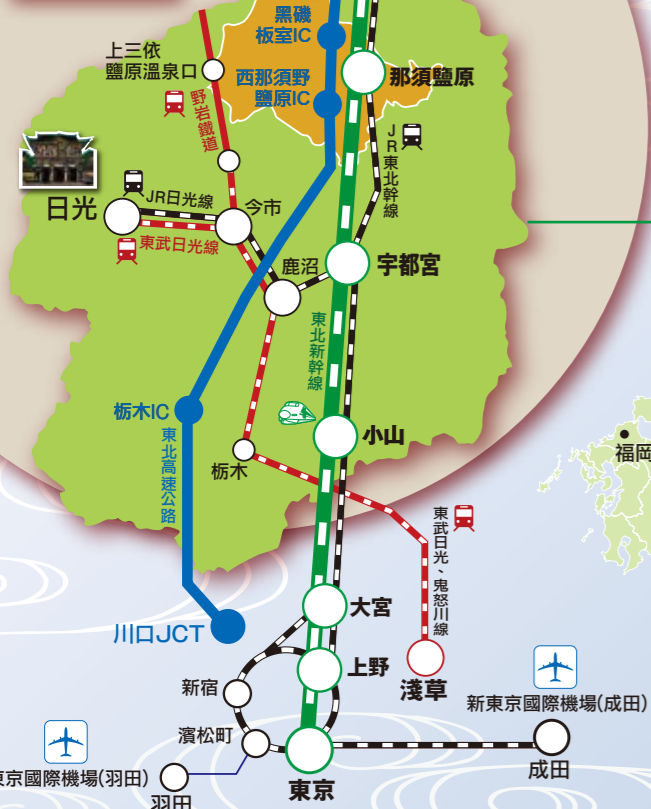 黑磯
板室IC
上三依
鹽原溫泉口
西那須野
鹽原IC
那須鹽原
野岩鐵道
JR東北幹線
日光
JR日光線
今市
東武日光線
鹿沼
宇都宮
東北新幹線
栃木IC
小山
東北高速公路
栃木
福岡
東武日光、鬼怒川線
大宮
川口JCT
上野
淺草
新宿
新東京國際機場(成田)
濱松町
東京國際機場(羽田)
東京
成田
羽田